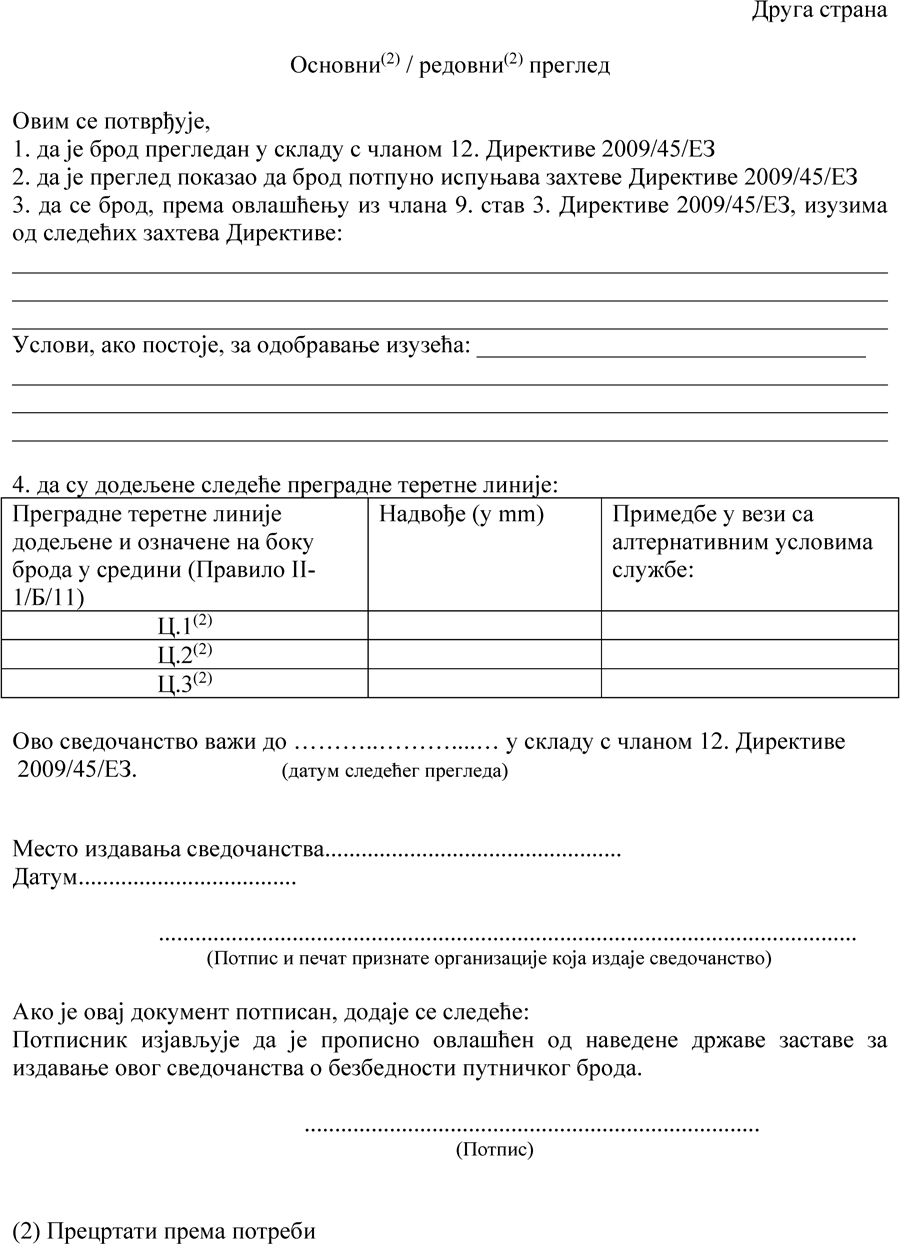 Друга страна
Основни(2) / редовни(2) преглед
Овим се потврђује,
1. да је брод прегледан у складу с чланом 12. Директиве 2009/45/ЕЗ
2. да је преглед показао да брод потпуно испуњава захтеве Директиве 2009/45/ЕЗ
3. да се брод, према овлашћењу из члана 9. став 3. Директиве 2009/45/ЕЗ, изузима
од следећих захтева Директиве:
Услови, ако постоје, за одобравање изузећа:
4. да су додељене следеће преградне теретне линије:
Преградне теретне линије
додељене и означене на боку
брода у средини (Правило II-
1/Б/11)
Надвође (у mm)
Примедбе у вези са
алтернативним условима
службе:
Ц.1(2)
Ц.2(2)
Ц.3(2)
Ово сведочанство важи до ………..………....… у складу с чланом 12. Директиве
2009/45/ЕЗ. (датум следећег прегледа)
Место издавања сведочанства.................................................
Датум....................................
...................................................................................................................
(Потпис и печат признате организације која издаје сведочанство)
Ако је овај документ потписан, додаје се следеће:
Потписник изјављује да је прописно овлашћен од наведене државе заставе за
издавање овог сведочанства о безбедности путничког брода.
...........................................................................
(Потпис)
(2) Прецртати према потреби